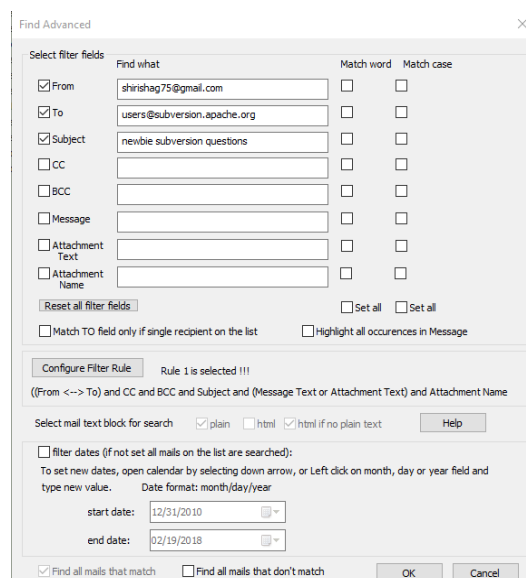 Find Advanced
Select filter fields
Find what Match word Match case
From shirishag75@gmail.com
To users@subversion.apache.org
Subject newbie subversion questions
CC
BCC
Message
Attachment
Text
Attachment
Name
Reset all filter fields Set all Set all
Match TO field only if single recipient on the list Highlight all occurences in Message
Configure Filter Rule Rule 1 is selected !!!
((From <--> To) and CC and BCC and Subject and (Message Text or Attachment Text) and Attachment Name
Select mail text block for search plain html html if no plain text Help
filter dates (if not set all mails on the list are searched):
To set new dates, open calendar by selecting down arrow, or Left click on month, day or year field and
type new value. Date format: month/day/year
start date: 12/31/2010
end date: 02/19/2018
Find all mails that match Find all mails that don't match OK Cancel